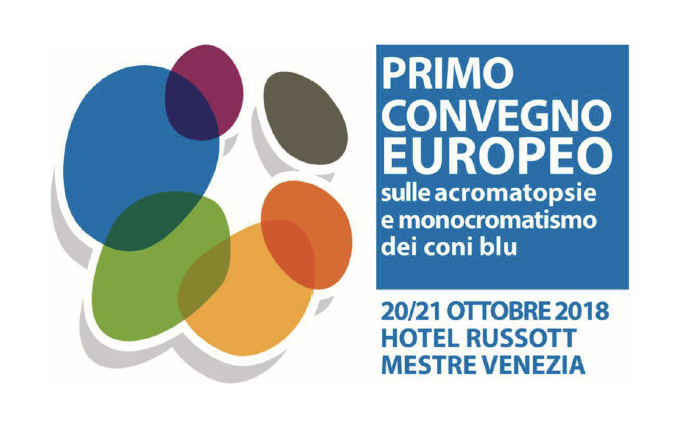 PRIMO
CONVEGNO
EUROPEO
sulle acromatopsie
e monocromatismo
dei coni blu
20/21 OTTOBRE 2018
HOTEL RUSSOTT
MESTRE VENEZIA